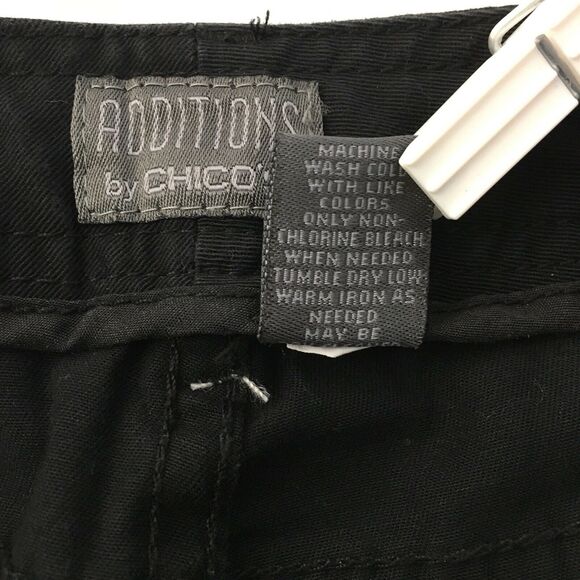 ADDITIONS
by CHICO'S
MACHINE
WASH COLD
WITH LIKE
COLORS
ONLY NON-
CHLORINE BLEACH
WHEN NEEDED
TUMBLE DRY LOW
WARM IRON AS
NEEDED
MAY BE